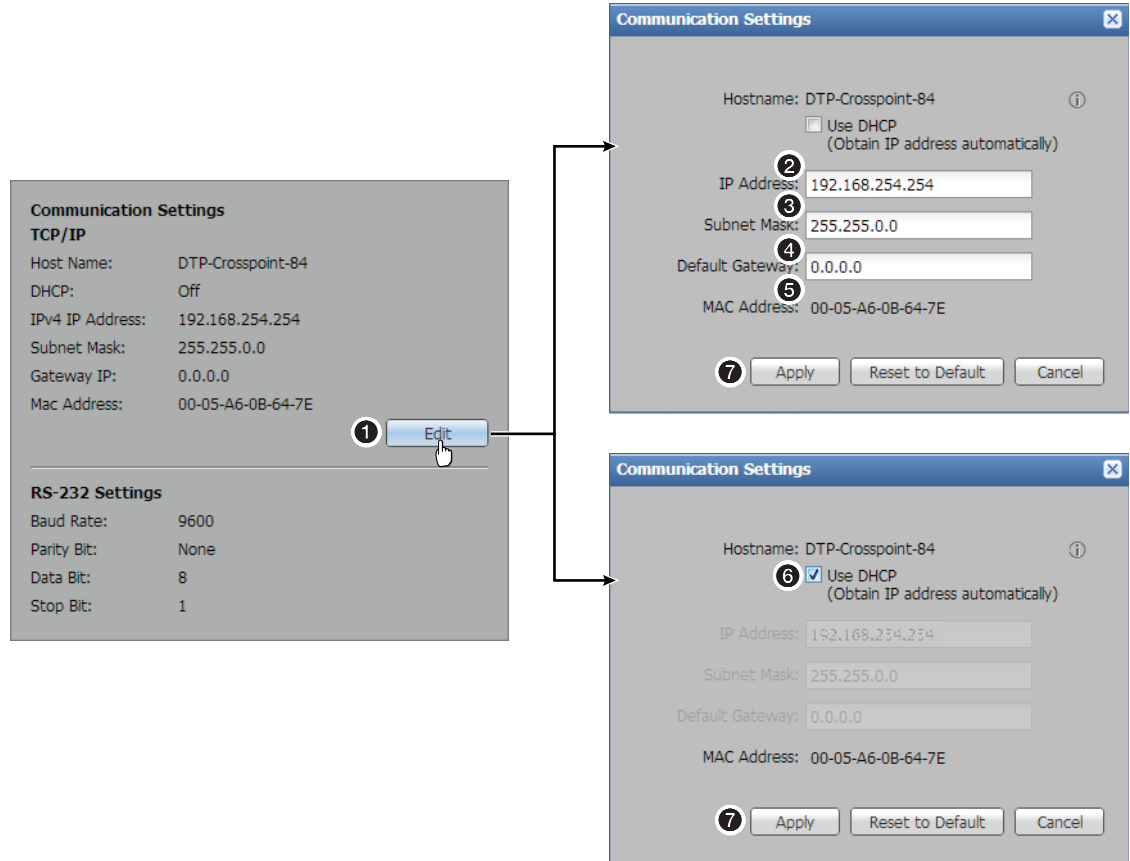 Communication Settings
TCP/IP
Host Name: DTP-Crosspoint-84
DHCP: Off
IPv4 IP Address: 192.168.254.254
Subnet Mask: 255.255.0.0
Gateway IP: 0.0.0.0
Mac Address: 00-05-A6-0B-64-7E
1 Edit
RS-232 Settings
Baud Rate: 9600
Parity Bit: None
Data Bit: 8
Stop Bit: 1
Communication Settings
Hostname: DTP-Crosspoint-84
Use DHCP
(Obtain IP address automatically)
2
IP Address: 192.168.254.254
3
Subnet Mask: 255.255.0.0
4
Default Gateway: 0.0.0.0
5
MAC Address: 00-05-A6-0B-64-7E
7 Apply Reset to Default Cancel
Communication Settings
Hostname: DTP-Crosspoint-84
6 Use DHCP
(Obtain IP address automatically)
IP Address: 192.168.254.254
Subnet Mask: 255.255.0.0
Default Gateway: 0.0.0.0
MAC Address: 00-05-A6-0B-64-7E
7 Apply Reset to Default Cancel